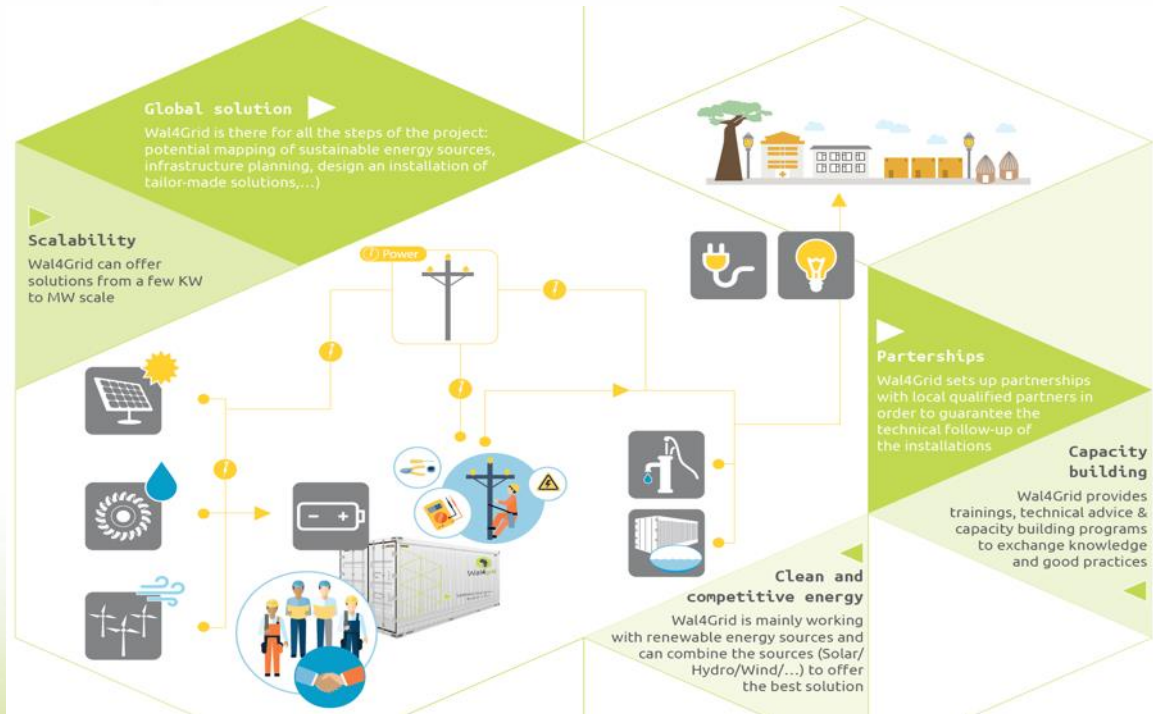 Global solution
Wal4Grid is there for all the steps of the project:
potential mapping of sustainable energy sources,
infrastructure planning, design an installation of
tailor-made solutions,...)
Scalability
Wal4Grid can offer
solutions from a few KW
to MW scale
Power
Parterships
Wal4Grid sets up partnerships
with local qualified partners in
order to guarantee the
technical follow-up of
the installations
Capacity
building
Wal4Grid provides
trainings, technical advice &
capacity building programs
to exchange knowledge
and good practices
Clean and
competitive energy
Wal4Grid is mainly working
with renewable energy sources and
can combine the sources (Solar/
Hydro/Wind/...) to offer
the best solution
Wal4Grid